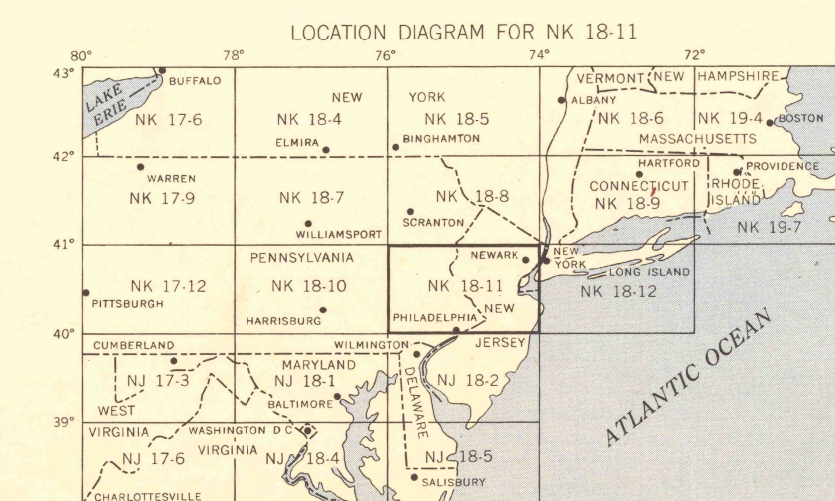 LOCATION DIAGRAM FOR NK 18-11
80° 78° 76° 74° 72°
43°
BUFFALO
LAKE
ERIE
NK 17-6
NEW YORK
NK 18-4
NK 18-5
ELMIRA
BINGHAMTON
VERMONT NEW HAMPSHIRE
ALBANY
NK 18-6
NK 19-4
BOSTON
MASSACHUSETTS
42°
WARREN
NK 17-9
NK 18-7
NK 18-8
WILLIAMSPORT
SCRANTON
HARTFORD
PROVIDENCE
CONNECTICUT
RHODE
ISLAND
NK 18-9
NK 19-7
41°
PENNSYLVANIA
NEWARK
NEW
YORK
LONG ISLAND
NK 17-12
NK 18-10
NK 18-11
NK 18-12
PITTSBURGH
HARRISBURG
PHILADELPHIA
NEW
JERSEY
40°
CUMBERLAND
WILMINGTON
MARYLAND
NJ 17-3
NJ 18-1
NJ 18-2
DELAWARE
BALTIMORE
WEST
VIRGINIA
ATLANTIC OCEAN
39°
WASHINGTON D C
VIRGINIA
NJ 17-6
NJ 18-4
NJ 18-5
SALISBURY
CHARLOTTESVILLE